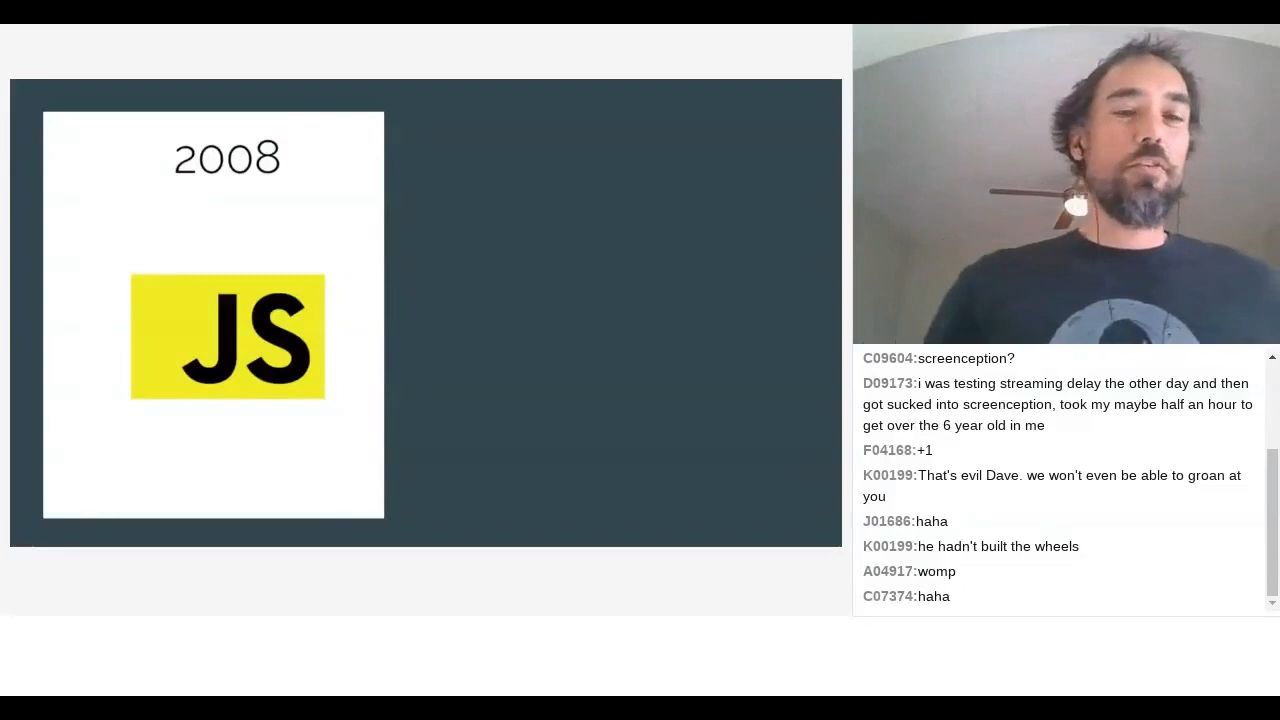 2008
JS
C09604:screenception?
D09173:i was testing streaming delay the other day and then
got sucked into screenception, took my maybe half an hour to
get over the 6 year old in me
F04168:+1
K00199:That's evil Dave. we won't even be able to groan at
you
J01686:haha
K00199:he hadn't built the wheels
A04917:womp
C07374:haha